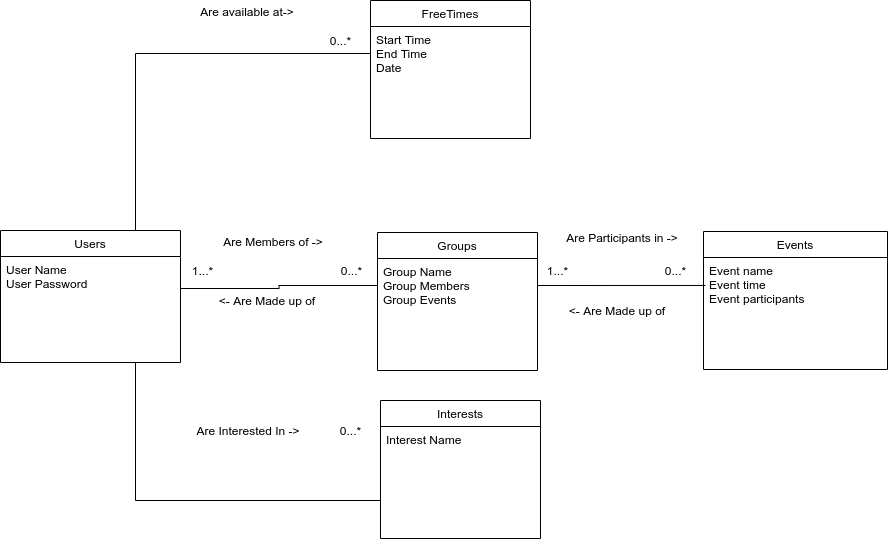 Are available at->
FreeTimes
0...*
Start Time
End Time
Date
Users
User Name
User Password
Are Members of ->
1...*
0...*
<- Are Made up of
Groups
Group Name
Group Members
Group Events
Are Participants in ->
1...*
0...*
<- Are Made up of
Events
Event name
Event time
Event participants
Are Interested In ->
0...*
Interests
Interest Name